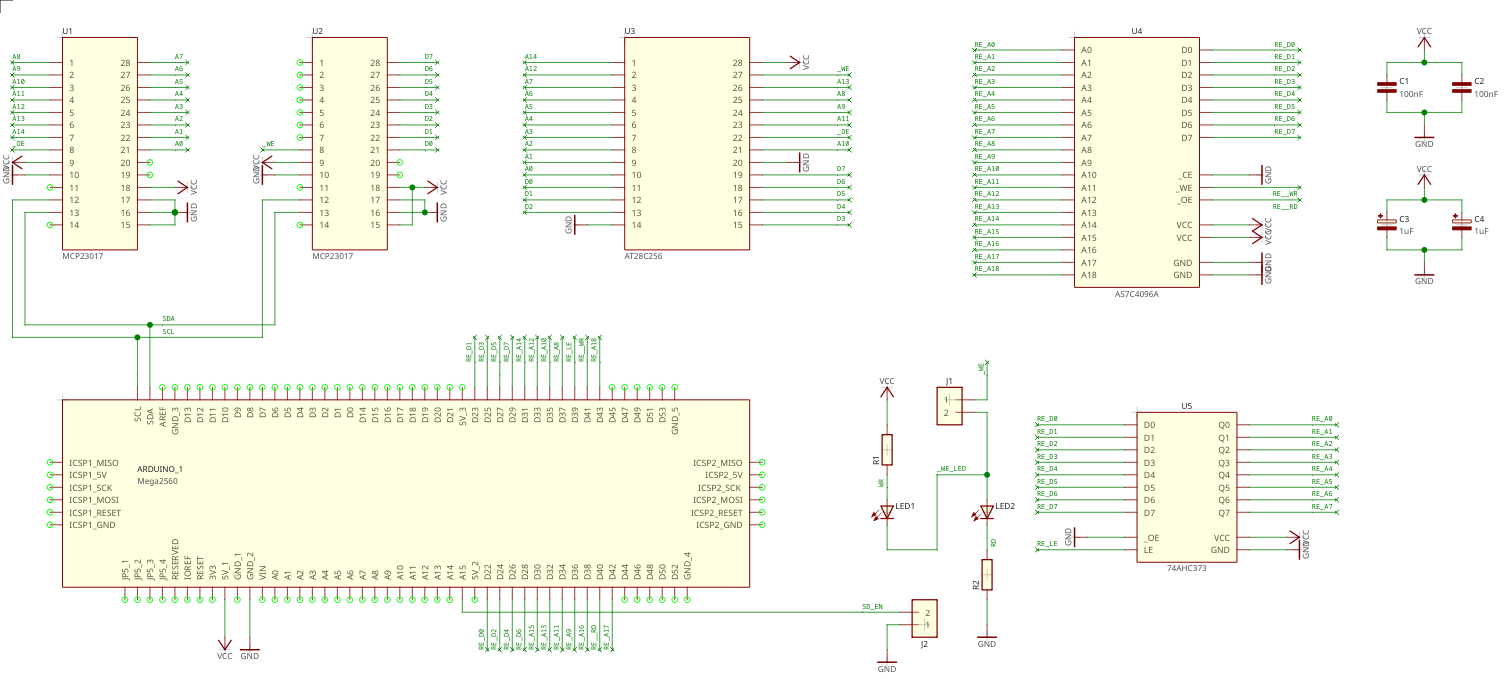 U1
A8 1 28 A7
A9 2 27 A6
A10 3 26 A5
A11 4 25 A4
A12 5 24 A3
A13 6 23 A2
A14 7 22 A1
_OE 8 21 A0
VCC 9 20
GND 10 19
11 18 VCC
12 17
13 16 GND
14 15
MCP23017
U2
1 28 D7
2 27 D6
3 26 D5
4 25 D4
5 24 D3
6 23 D2
7 22 D1
_WE 8 21 D0
VCC 9 20
GND 10 19
11 18 VCC
12 17
13 16 GND
14 15
MCP23017
U3
A14 1 28 VCC
A12 2 27 _WE
A7 3 26 A13
A6 4 25 A8
A5 5 24 A9
A4 6 23 A11
A3 7 22 _OE
A2 8 21 A10
A1 9 20 GND
A0 10 19 D7
D0 11 18 D6
D1 12 17 D5
D2 13 16 D4
GND 14 15 D3
AT28C256
U4
RE_A0 A0 D0 RE_D0
RE_A1 A1 D1 RE_D1
RE_A2 A2 D2 RE_D2
RE_A3 A3 D3 RE_D3
RE_A4 A4 D4 RE_D4
RE_A5 A5 D5 RE_D5
RE_A6 A6 D6 RE_D6
RE_A7 A7 D7 RE_D7
RE_A8 A8
RE_A9 A9
RE_A10 A10 _CE GND
RE_A11 A11 _WE RE__WR
RE_A12 A12 _OE RE__RD
RE_A13 A13
RE_A14 A14 VCC VCC
RE_A15 A15 VCC VCC
RE_A16 A16
RE_A17 A17 GND GND
RE_A18 A18 GND GND
AS7C4096A
VCC
C1 C2
100nF 100nF
GND
VCC
C3 C4
1uF 1uF
GND
SDA
SCL
RE_D1 RE_D3 RE_D5 RE_D7 RE_A14 RE_A12 RE_A10 RE_A8 RE_LE RE__WR RE_A18
SCL SDA AREF GND_3 D13 D12 D11 D10 D9 D8 D7 D6 D5 D4 D3 D2 D1 D0 D14 D15 D16 D17 D18 D19 D20 D21 5V_3 D23 D25 D27 D29 D31 D33 D35 D37 D39 D41 D43 D45 D47 D49 D51 D53 GND_5
ICSP1_MISO ICSP2_MISO
ARDUINO_1
ICSP1_5V ICSP2_5V
Mega2560
ICSP1_SCK ICSP2_SCK
ICSP1_MOSI ICSP2_MOSI
ICSP1_RESET ICSP2_RESET
ICSP1_GND ICSP2_GND
JP5_1 JP5_2 JP5_3 JP5_4 RESERVED IOREF RESET 3V3 5V_1 GND_1 GND_2 VIN A0 A1 A2 A3 A4 A5 A6 A7 A8 A9 A10 A11 A12 A13 A14 A15 5V_2 D22 D24 D26 D28 D30 D32 D34 D36 D38 D40 D42 D44 D46 D48 D50 D52 GND_4
RE_D0 RE_D2 RE_D4 RE_D6 RE_A15 RE_A13 RE_A11 RE_A9 RE_A16 RE__RD RE_A17
VCC GND
SD_EN
2
1
J2
GND
VCC
R1
WR
LED1
J1
1
2
_WE
_WE_LED
LED2
RD
R2
GND
U5
RE_D0 D0 Q0 RE_A0
RE_D1 D1 Q1 RE_A1
RE_D2 D2 Q2 RE_A2
RE_D3 D3 Q3 RE_A3
RE_D4 D4 Q4 RE_A4
RE_D5 D5 Q5 RE_A5
RE_D6 D6 Q6 RE_A6
RE_D7 D7 Q7 RE_A7
GND _OE VCC VCC
RE_LE LE GND GND
74AHC373